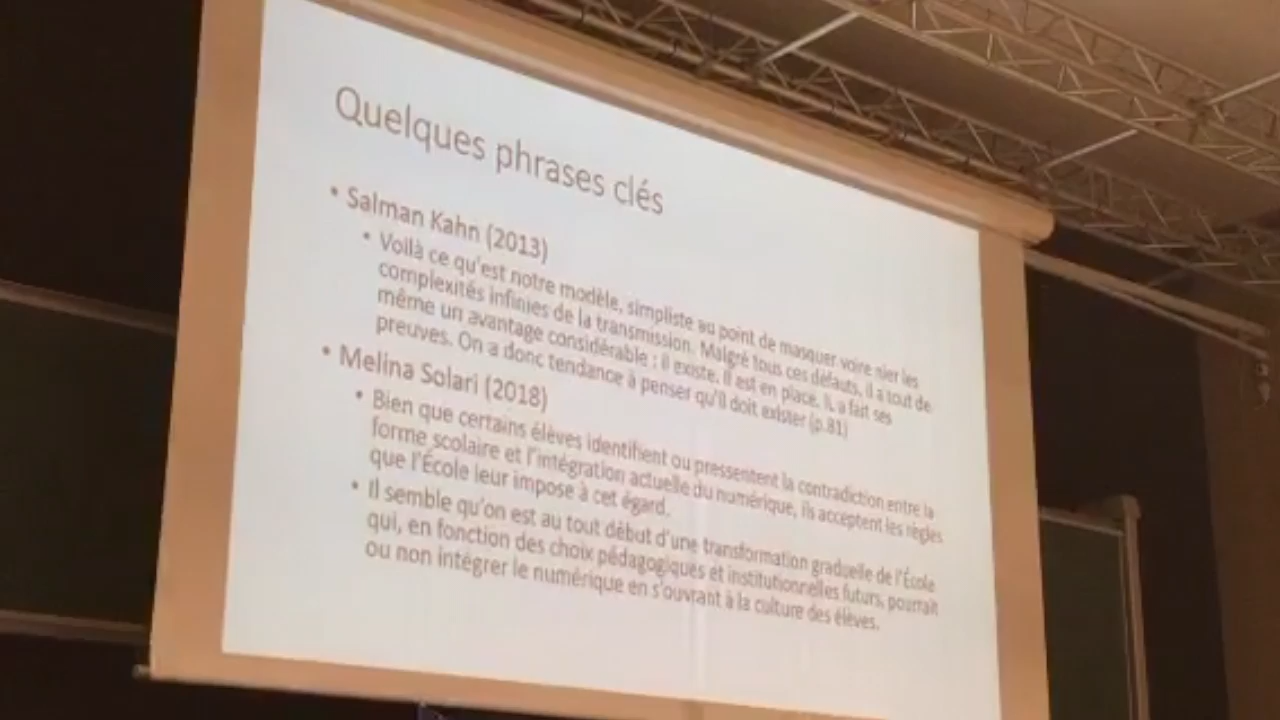 Quelques phrases clés
• Salman Kahn (2013)
• Voilà ce qu'est notre modèle, simpliste au point de masquer voire nier les
complexités infinies de la transmission. Malgré tous ces défauts, il a tout de
même un avantage considérable : il existe. Il est en place. IL a fait ses
preuves. On a donc tendance à penser qu'il doit exister (p.81)
• Melina Solari (2018)
• Bien que certains élèves identifient ou pressentent la contradiction entre la
forme scolaire et l'intégration actuelle du numérique, ils acceptent les règles
que l'École leur impose à cet égard.
• Il semble qu'on est au tout début d'une transformation graduelle de l'École
qui, en fonction des choix pédagogiques et institutionnelles futurs, pourrait
ou non intégrer le numérique en s'ouvrant à la culture des élèves.